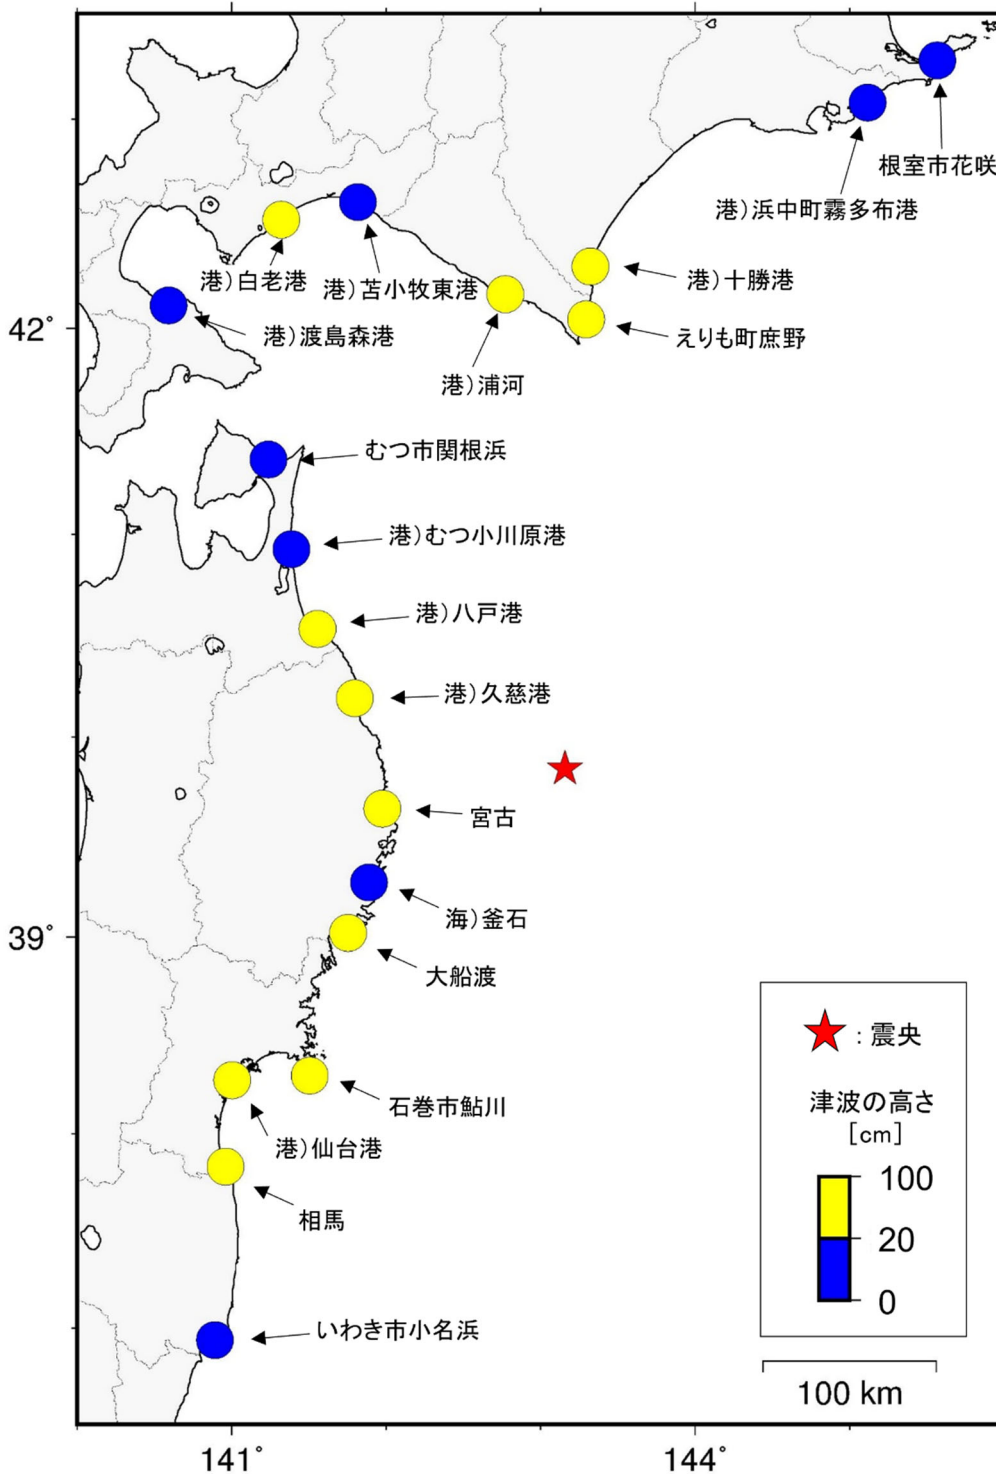 根室市花咲
港）浜中町霧多布港
港）白老港
港）苫小牧東港
港）十勝港
42°
港）渡島森港
えりも町庶野
港）浦河
むつ市関根浜
港）むつ小川原港
港）八戸港
港）久慈港
宮古
海）釜石
39°
大船渡
：震央
石巻市鮎川
津波の高さ
[cm]
港）仙台港
100
相馬
20
0
いわき市小名浜
100 km
141°
144°